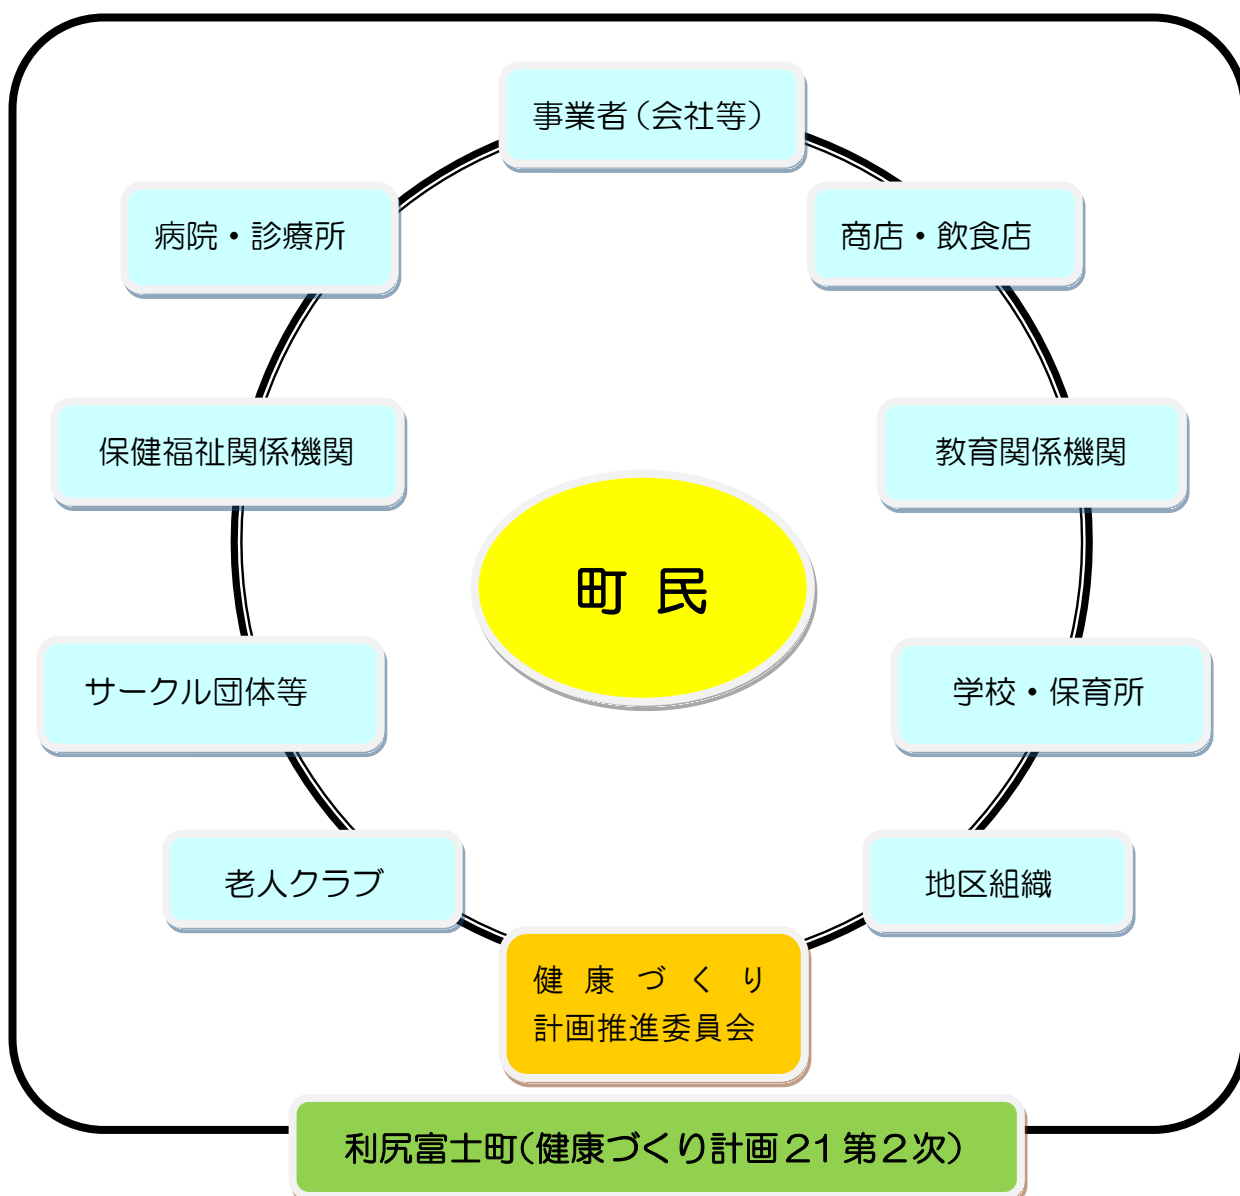 事業者（会社等）
病院・診療所
商店・飲食店
保健福祉関係機関
教育関係機関
町 民
サークル団体等
学校・保育所
老人クラブ
地区組織
健 康 づ く り
計画推進委員会
利尻富士町(健康づくり計画21 第2次)